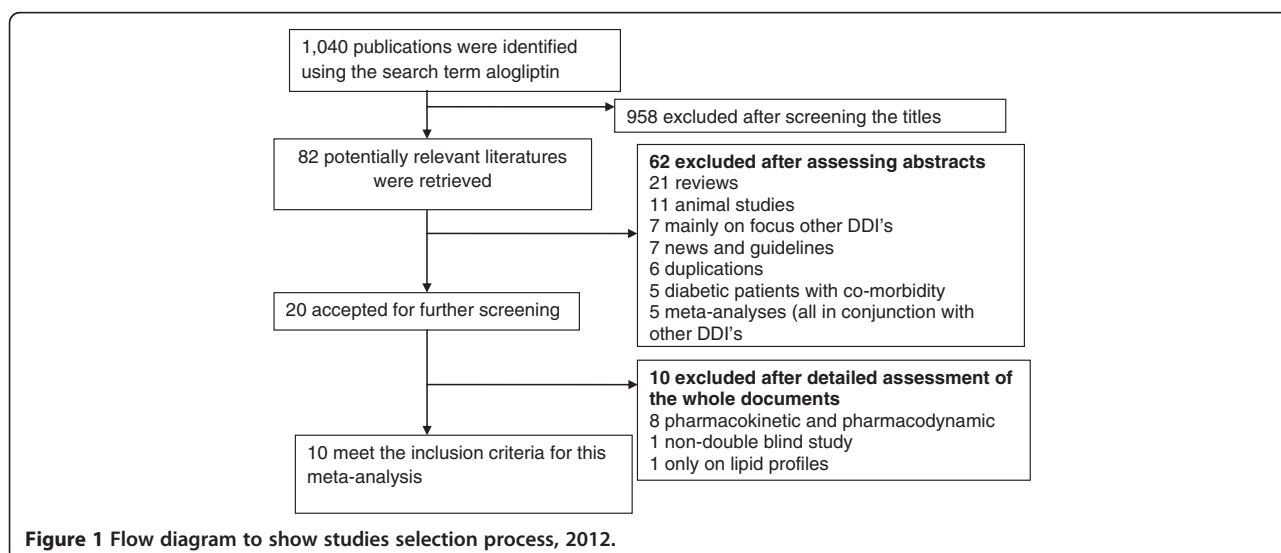 1,040 publications were identified
using the search term alogliptin
958 excluded after screening the titles
82 potentially relevant literatures
were retrieved
62 excluded after assessing abstracts
21 reviews
11 animal studies
7 mainly on focus other DDI's
7 news and guidelines
6 duplications
5 diabetic patients with co-morbidity
5 meta-analyses (all in conjunction with
other DDI's
20 accepted for further screening
10 excluded after detailed assessment of
the whole documents
8 pharmacokinetic and pharmacodynamic
1 non-double blind study
1 only on lipid profiles
10 meet the inclusion criteria for this
meta-analysis
Figure 1 Flow diagram to show studies selection process, 2012.